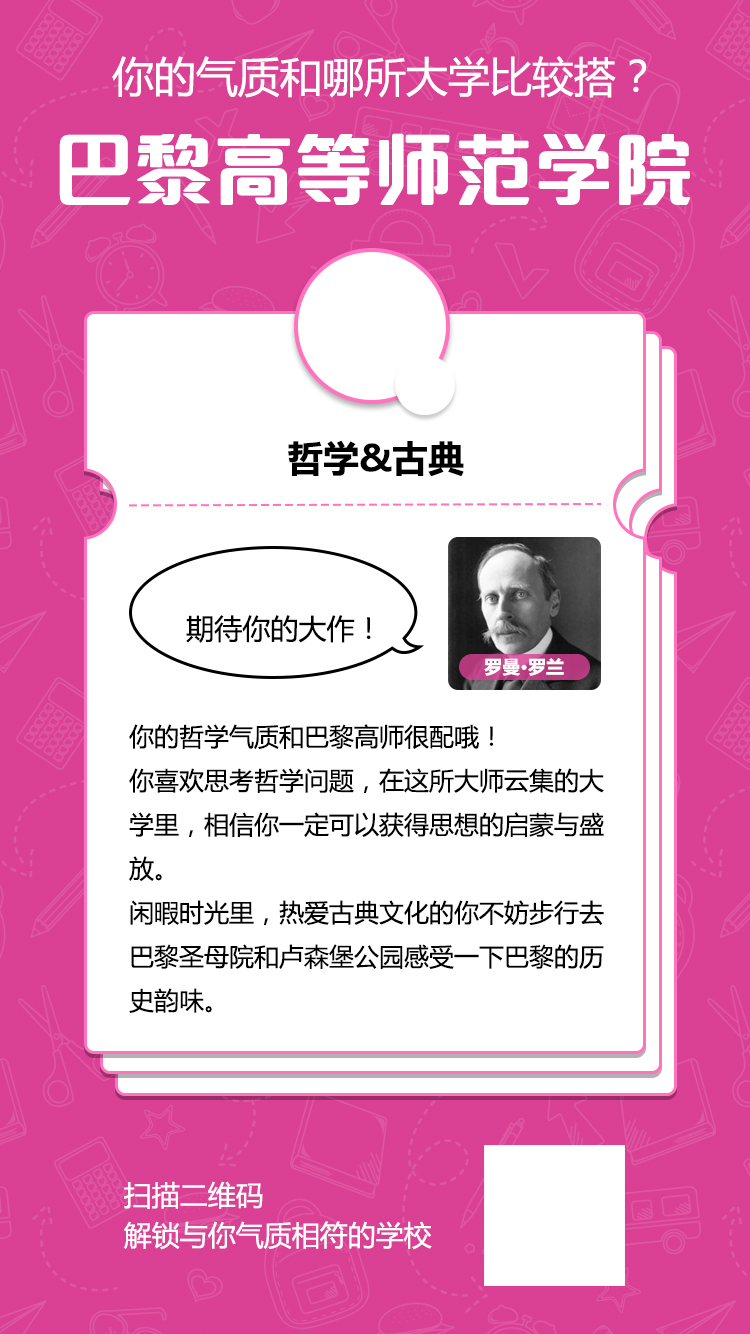 你的气质和哪所大学比较搭？
巴黎高等师范学院
哲学&古典
期待你的大作！
罗曼·罗兰
你的哲学气质和巴黎高师很配哦！
你喜欢思考哲学问题，在这所大师云集的大
学里，相信你一定可以获得思想的启蒙与盛
放。
闲暇时光里，热爱古典文化的你不妨步行去
巴黎圣母院和卢森堡公园感受一下巴黎的历
史韵味。
扫描二维码
解锁与你气质相符的学校